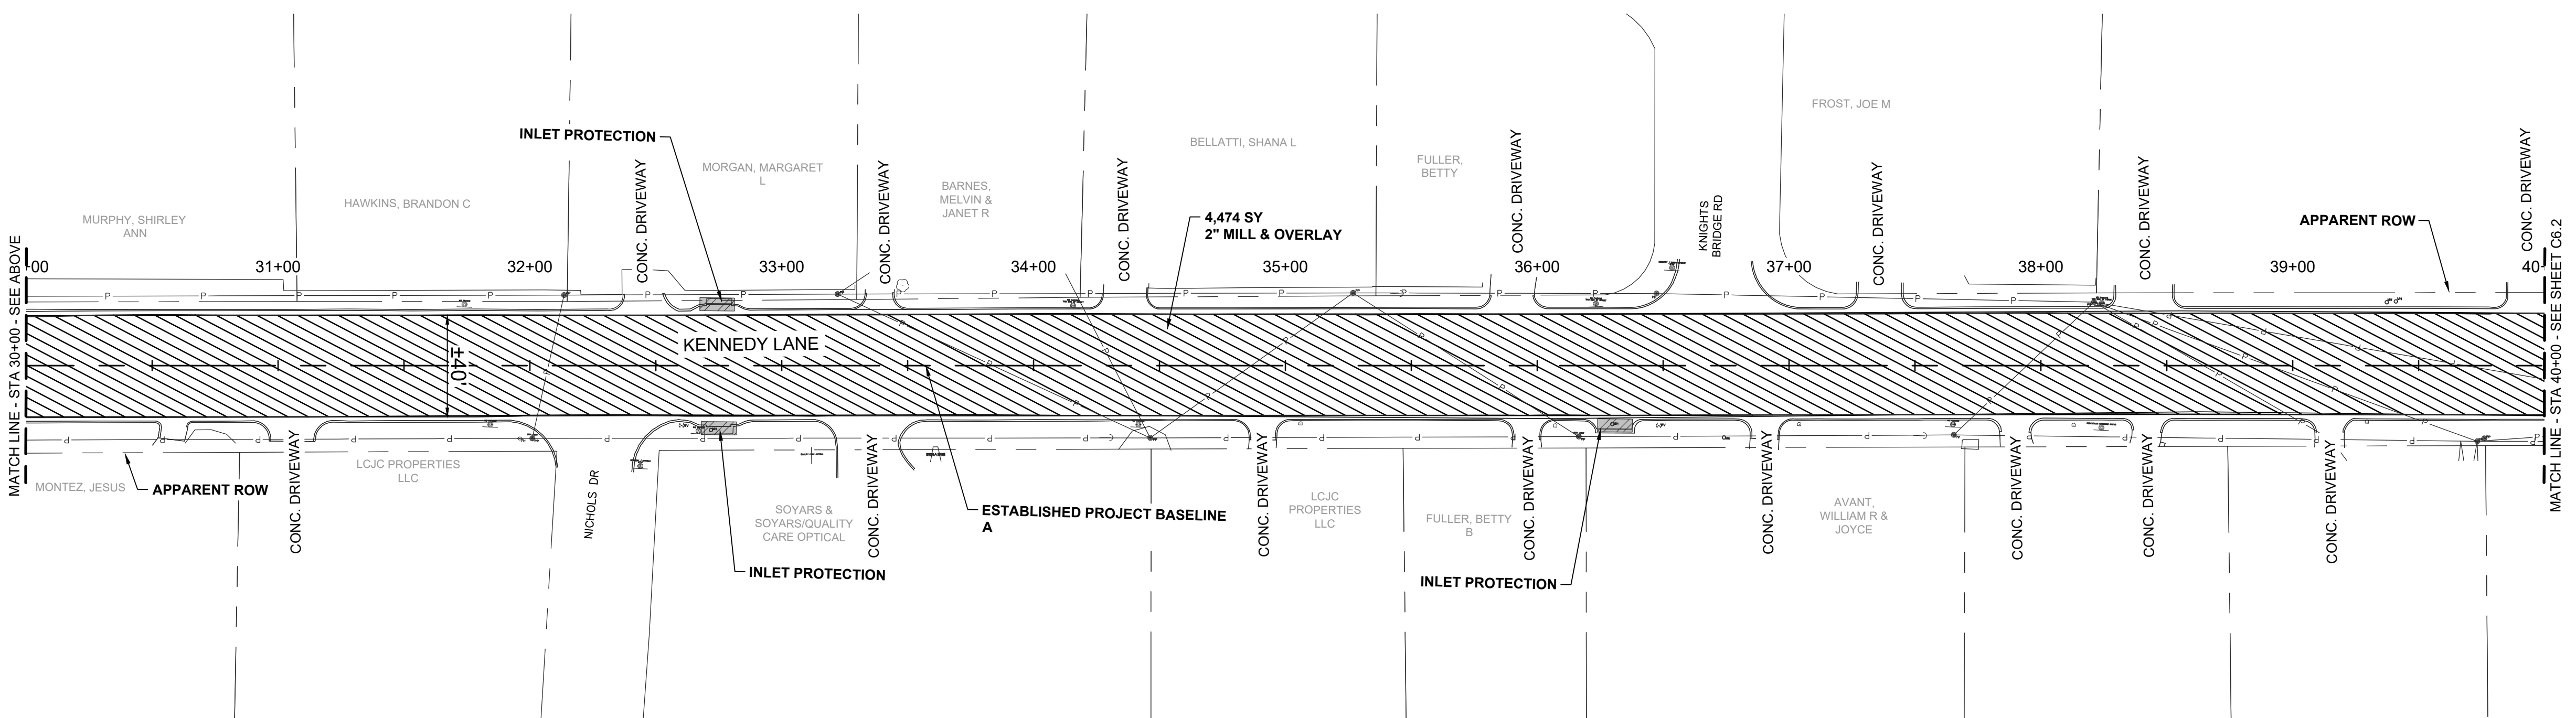 INLET PROTECTION
MORGAN, MARGARET
L
BELLATTI, SHANA L
FROST, JOE M
FULLER,
BETTY
BARNES,
MELVIN &
JANET R
HAWKINS, BRANDON C
MURPHY, SHIRLEY
ANN
4,474 SY
2" MILL & OVERLAY
KNIGHTS
BRIDGE RD
APPARENT ROW
CONC. DRIVEWAY
CONC. DRIVEWAY
CONC. DRIVEWAY
CONC. DRIVEWAY
CONC. DRIVEWAY
CONC. DRIVEWAY
CONC. DRIVEWAY
MATCH LINE - STA 30+00 - SEE ABOVE
+00
31+00
32+00
33+00
34+00
35+00
36+00
37+00
38+00
39+00
40+
MATCH LINE - STA 40+00 - SEE SHEET C6.2
KENNEDY LANE
±40'
MONTEZ, JESUS
APPARENT ROW
CONC. DRIVEWAY
LCJC PROPERTIES
LLC
NICHOLS DR
SOYARS &
SOYARS/QUALITY
CARE OPTICAL
CONC. DRIVEWAY
ESTABLISHED PROJECT BASELINE
A
INLET PROTECTION
CONC. DRIVEWAY
LCJC
PROPERTIES
LLC
FULLER, BETTY
B
CONC. DRIVEWAY
INLET PROTECTION
CONC. DRIVEWAY
AVANT,
WILLIAM R &
JOYCE
CONC. DRIVEWAY
CONC. DRIVEWAY
CONC. DRIVEWAY